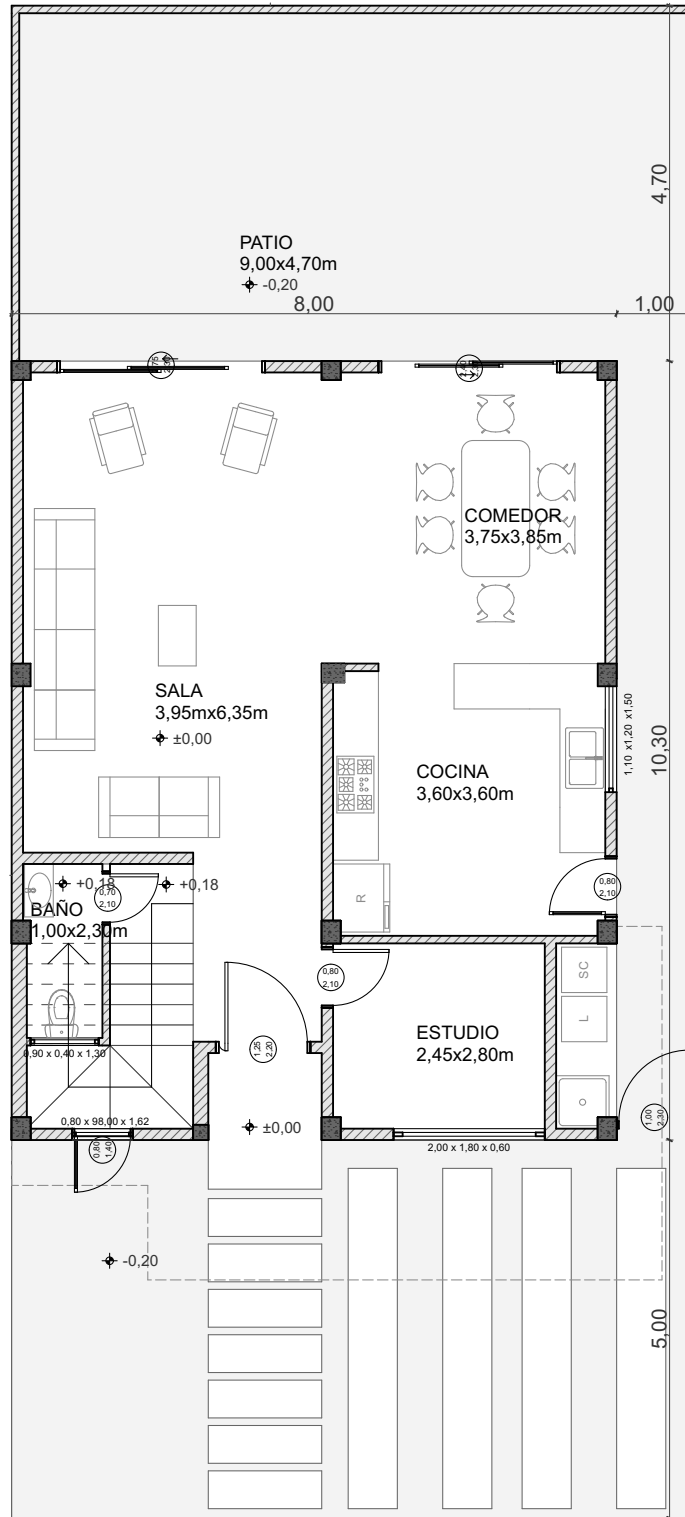 4,70
PATIO
9,00x4,70m
-0,20
8,00
1,00
COMEDOR
3,75x3,85m
SALA
3,95mx6,35m
±0,00
1,10 x1,20 x1,50
10,30
COCINA
3,60x3,60m
R
0,80
2,10
+0,18
+0,18
0,70
2,10
BAÑO
1,00x2,30m
SC
L
0,80
2,10
ESTUDIO
2,45x2,80m
1,25
2,20
0,90 x 0,40 x 1,30
0,80 x 98,00 x 1,62
±0,00
1,00
2,30
0,80
1,40
2,00 x 1,80 x 0,60
-0,20
5,00